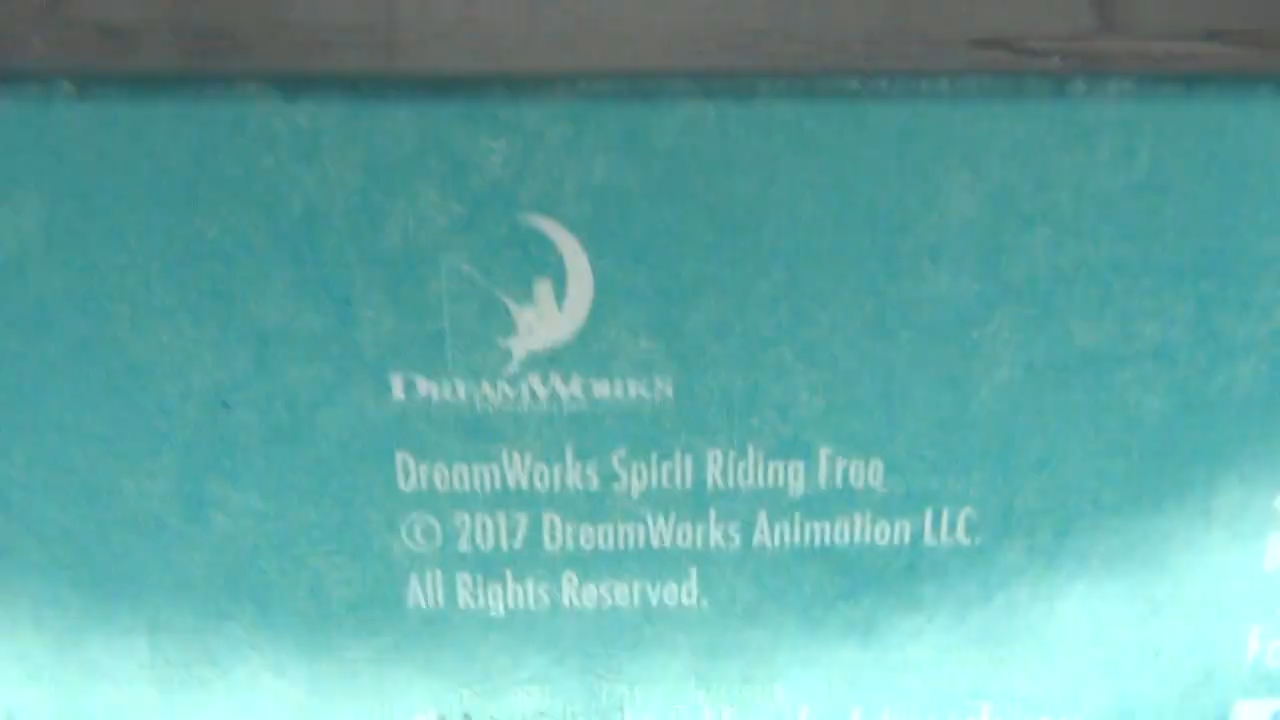 DREAMWORKS
DreamWorks Spirit Riding Free
© 2017 DreamWorks Animation LLC.
All Rights Reserved.